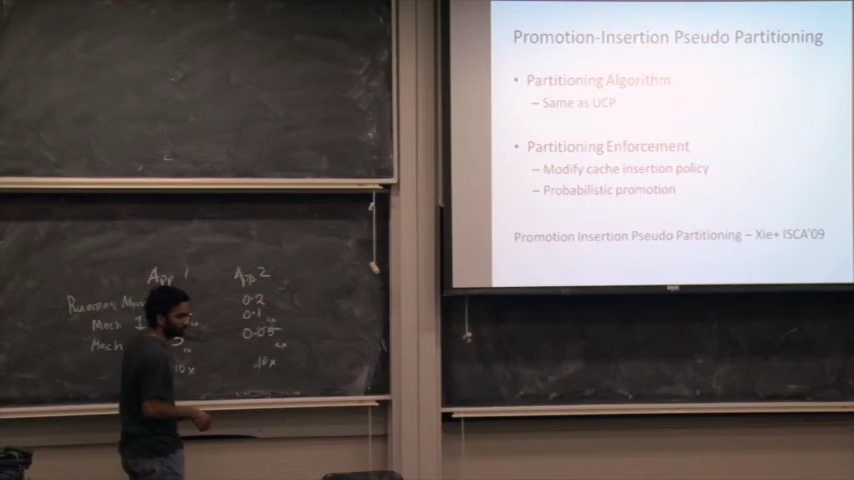 Promotion-Insertion Pseudo Partitioning
• Partitioning Algorithm
– Same as UCP
• Partitioning Enforcement
– Modify cache insertion policy
– Probabilistic promotion
Promotion Insertion Pseudo Partitioning – Xie+ ISCA'09
App 1 App 2
Running 0.2
Mech 1 0.1
Mech 0.05
10x 10x